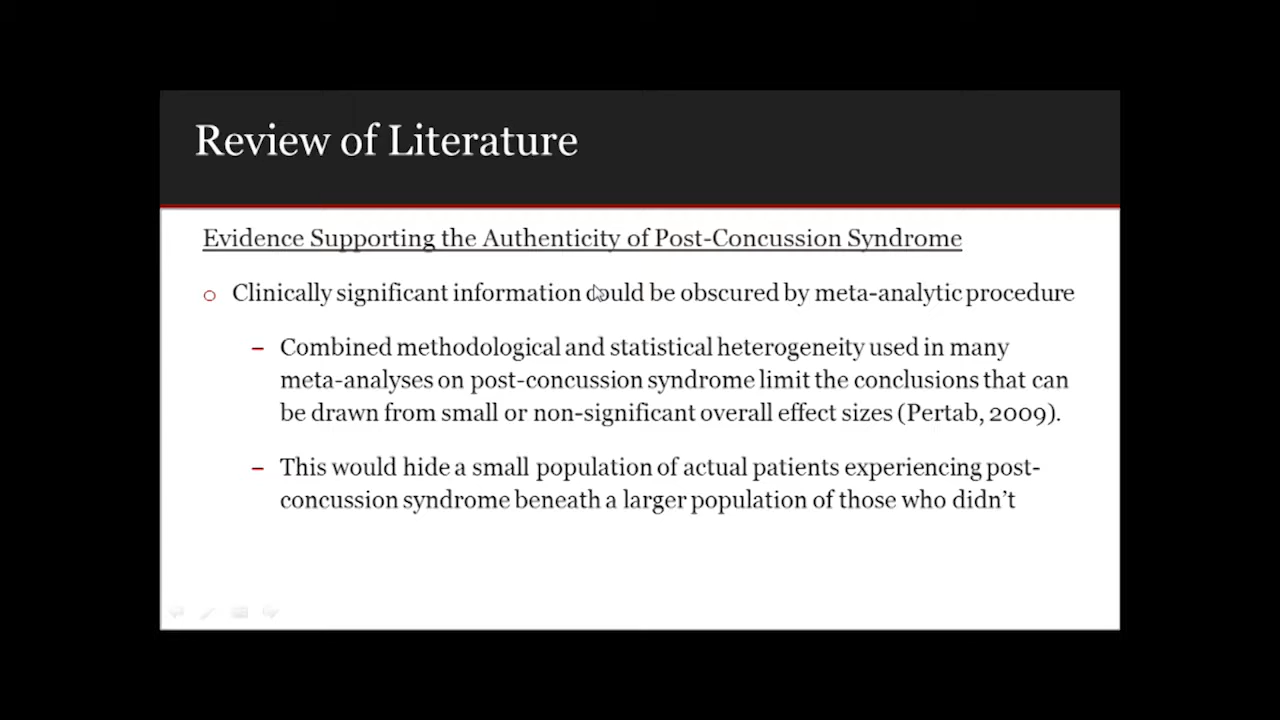 Review of Literature
Evidence Supporting the Authenticity of Post-Concussion Syndrome
Clinically significant information could be obscured by meta-analytic procedure
– Combined methodological and statistical heterogeneity used in many
meta-analyses on post-concussion syndrome limit the conclusions that can
be drawn from small or non-significant overall effect sizes (Pertab, 2009).
– This would hide a small population of actual patients experiencing post-
concussion syndrome beneath a larger population of those who didn't